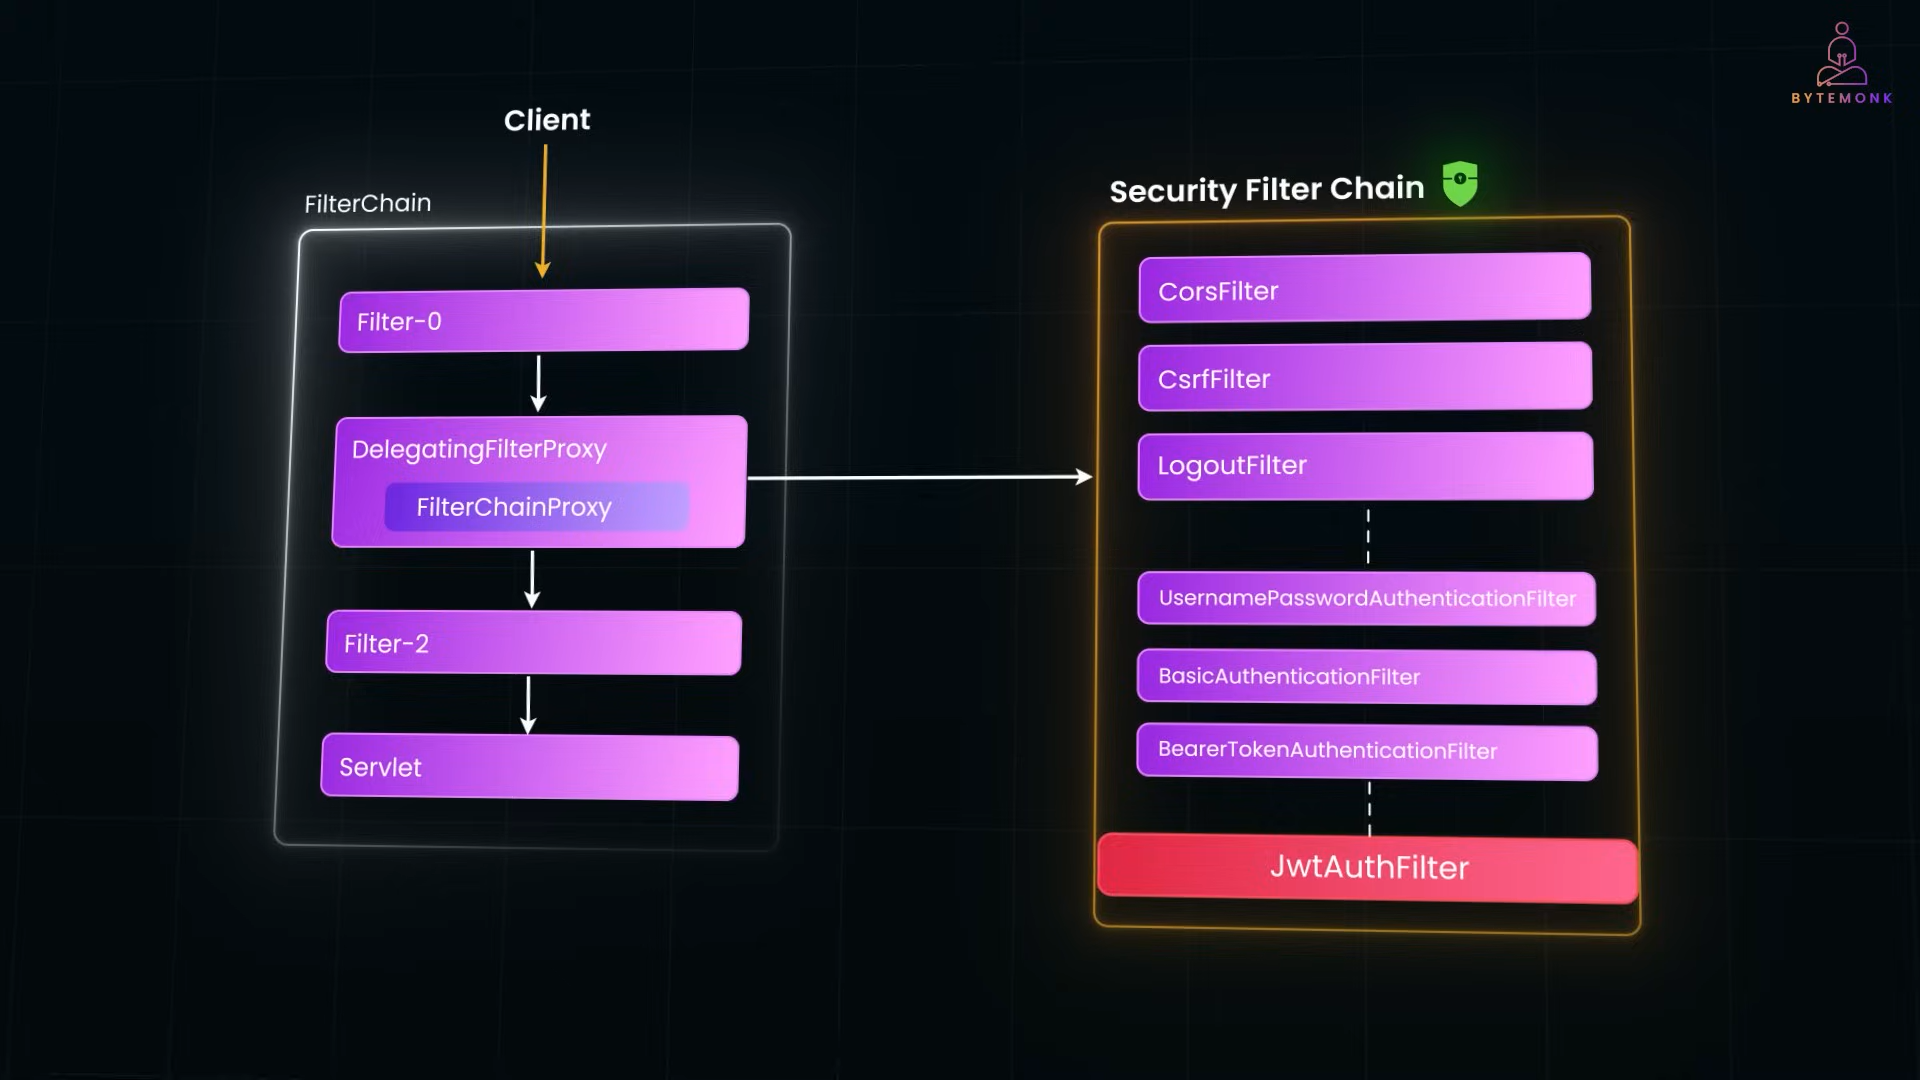 BYTEMONK
Client
FilterChain
Filter-0
DelegatingFilterProxy
FilterChainProxy
Filter-2
Servlet
Security Filter Chain
CorsFilter
CsrfFilter
LogoutFilter
UsernamePasswordAuthenticationFilter
BasicAuthenticationFilter
BearerTokenAuthenticationFilter
JwtAuthFilter